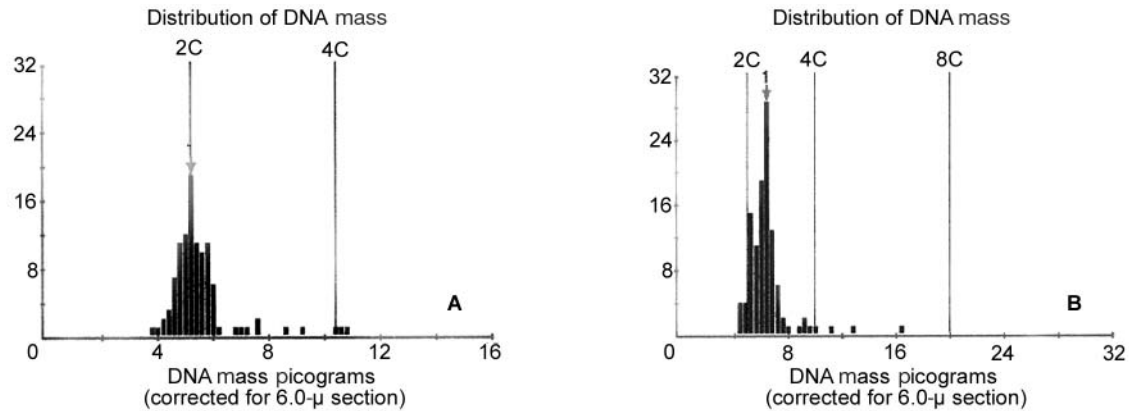 Distribution of DNA mass
2C
4C
32
24
16
8
A
0
4
8
12
16
DNA mass picograms
(corrected for 6.0-µ section)
Distribution of DNA mass
2C
1
4C
8C
32
24
16
8
B
0
8
16
24
32
DNA mass picograms
(corrected for 6.0-µ section)